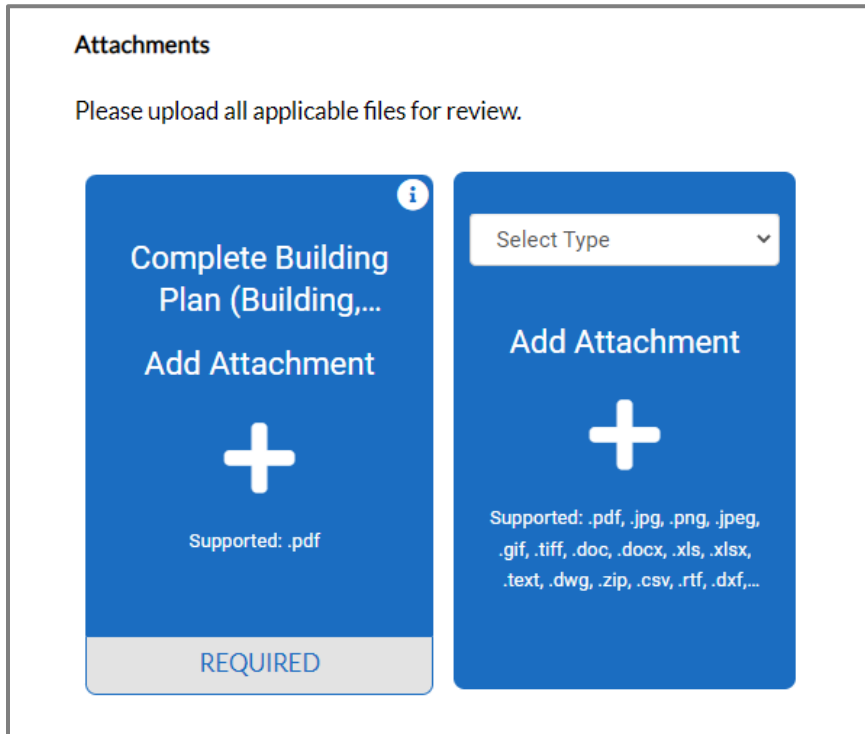 Attachments
Please upload all applicable files for review.
Complete Building
Plan (Building,...
Add Attachment
Supported: .pdf
REQUIRED
Select Type
Add Attachment
Supported: .pdf, .jpg, .png, .jpeg,
.gif, .tiff, .doc, .docx, .xls, .xlsx,
.text, .dwg, .zip, .csv, .rtf, .dxf,...